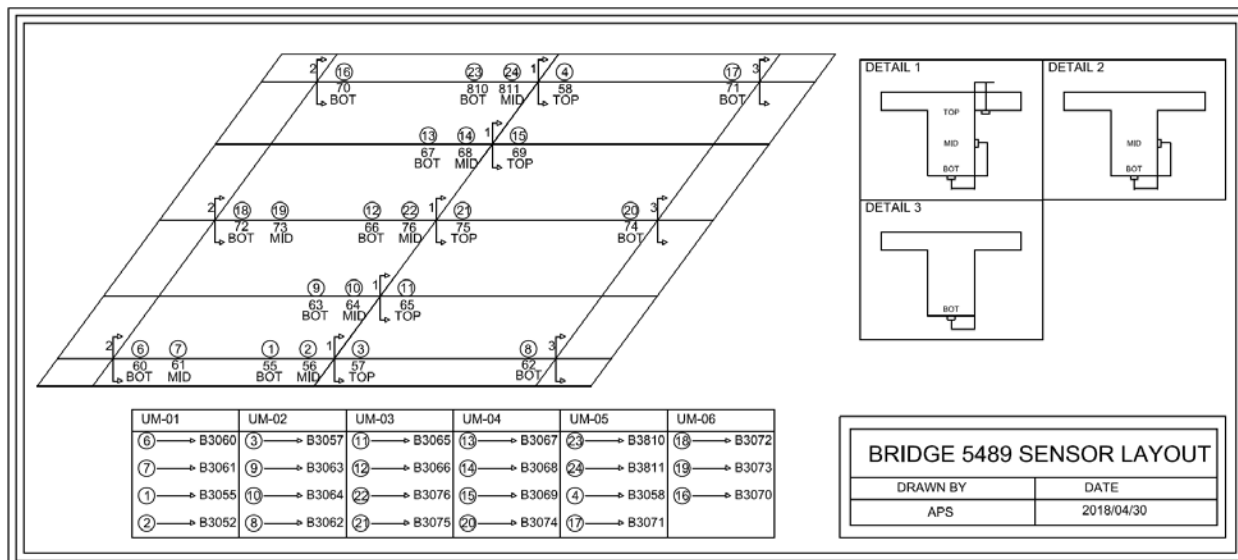 2 16 23 24 1 4 17 3
70 810 811 58 71
BOT BOT MID TOP BOT
13 14 1 15
67 68 69
BOT MID TOP
2 18 19 12 22 1 21 20 3
72 73 66 76 75 74
BOT MID BOT MID TOP BOT
9 10 1 11
63 64 65
BOT MID TOP
2 6 7 1 2 1 3 8 3
60 61 55 56 57 62
BOT MID BOT MID TOP BOT
DETAIL 1 DETAIL 2
TOP
MID MID
BOT BOT
DETAIL 3
BOT
UM-01 UM-02 UM-03 UM-04 UM-05 UM-06
6 B3060 3 B3057 11 B3065 13 B3067 23 B3810 18 B3072
7 B3061 9 B3063 12 B3066 14 B3068 24 B3811 19 B3073
1 B3055 10 B3064 22 B3076 15 B3069 4 B3058 16 B3070
2 B3052 8 B3062 21 B3075 20 B3074 17 B3071
BRIDGE 5489 SENSOR LAYOUT
DRAWN BY DATE
APS 2018/04/30